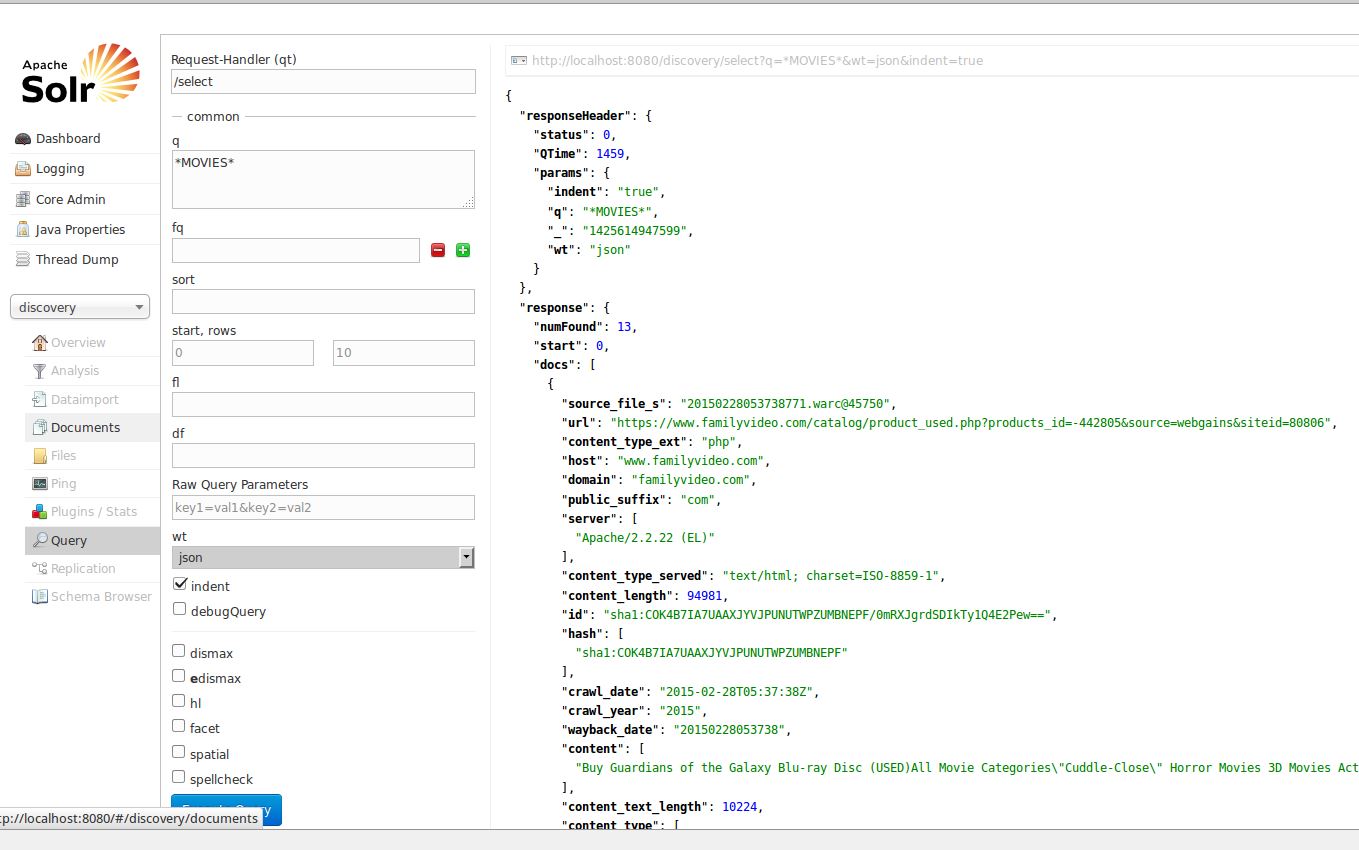 Apache
Solr
Dashboard
Logging
Core Admin
Java Properties
Thread Dump
discovery
Overview
Analysis
Dataimport
Documents
Files
Ping
Plugins / Stats
Query
Replication
Schema Browser
Request-Handler (qt)
/select
common
q
*MOVIES*
fq
sort
start, rows
0 10
fl
df
Raw Query Parameters
key1=val1&key2=val2
wt
json
indent
debugQuery
dismax
edismax
hl
facet
spatial
spellcheck
tp://localhost:8080/#/discovery/documents
http://localhost:8080/discovery/select?q=*MOVIES*&wt=json&indent=true
{
"responseHeader": {
"status": 0,
"QTime": 1459,
"params": {
"indent": "true",
"q": "*MOVIES*",
"_": "1425614947599",
"wt": "json"
}
},
"response": {
"numFound": 13,
"start": 0,
"docs": [
{
"source_file_s": "20150228053738771.warc@45750",
"url": "https://www.familyvideo.com/catalog/product_used.php?products_id=-442805&source=webgains&siteid=80806",
"content_type_ext": "php",
"host": "www.familyvideo.com",
"domain": "familyvideo.com",
"public_suffix": "com",
"server": [
"Apache/2.2.22 (EL)"
],
"content_type_served": "text/html; charset=ISO-8859-1",
"content_length": 94981,
"id": "sha1:COK4B7IA7UAAXJYVJPUNUTWPZUMBNEPF/0mRXJgrdSDIkTy1Q4E2Pew==",
"hash": [
"sha1:COK4B7IA7UAAXJYVJPUNUTWPZUMBNEPF"
],
"crawl_date": "2015-02-28T05:37:38Z",
"crawl_year": "2015",
"wayback_date": "20150228053738",
"content": [
"Buy Guardians of the Galaxy Blu-ray Disc (USED)All Movie Categories\"Cuddle-Close\" Horror Movies 3D Movies Act
],
"content_text_length": 10224,
"content_type": [